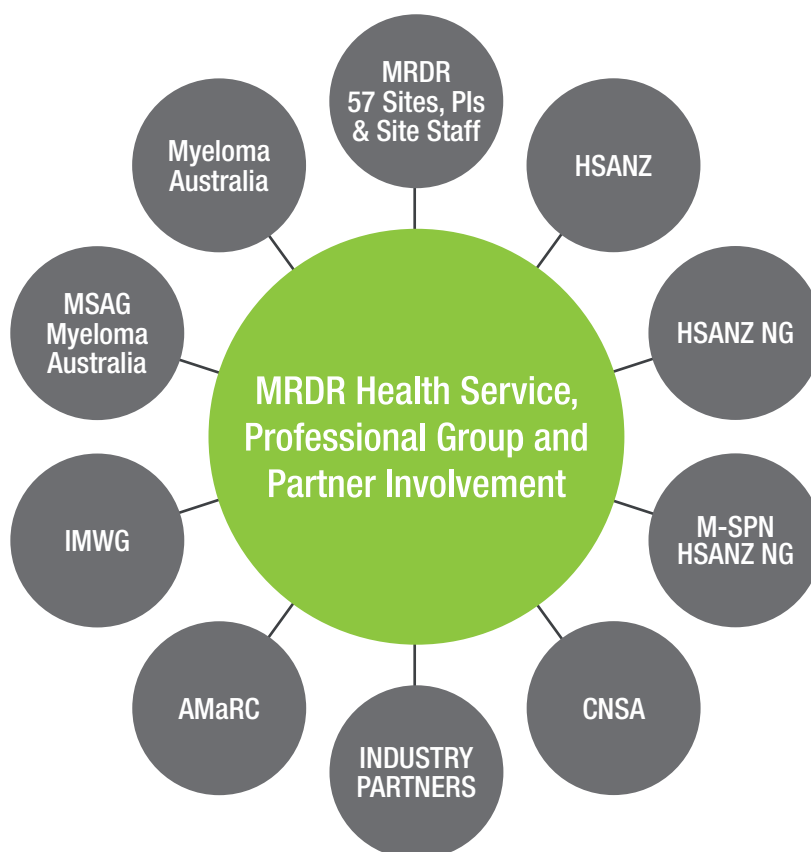 MRDR
57 Sites, PIs
& Site Staff
HSANZ
HSANZ NG
M-SPN
HSANZ NG
CNSA
INDUSTRY
PARTNERS
AMaRC
IMWG
MSAG
Myeloma
Australia
Myeloma
Australia
MRDR Health Service,
Professional Group and
Partner Involvement